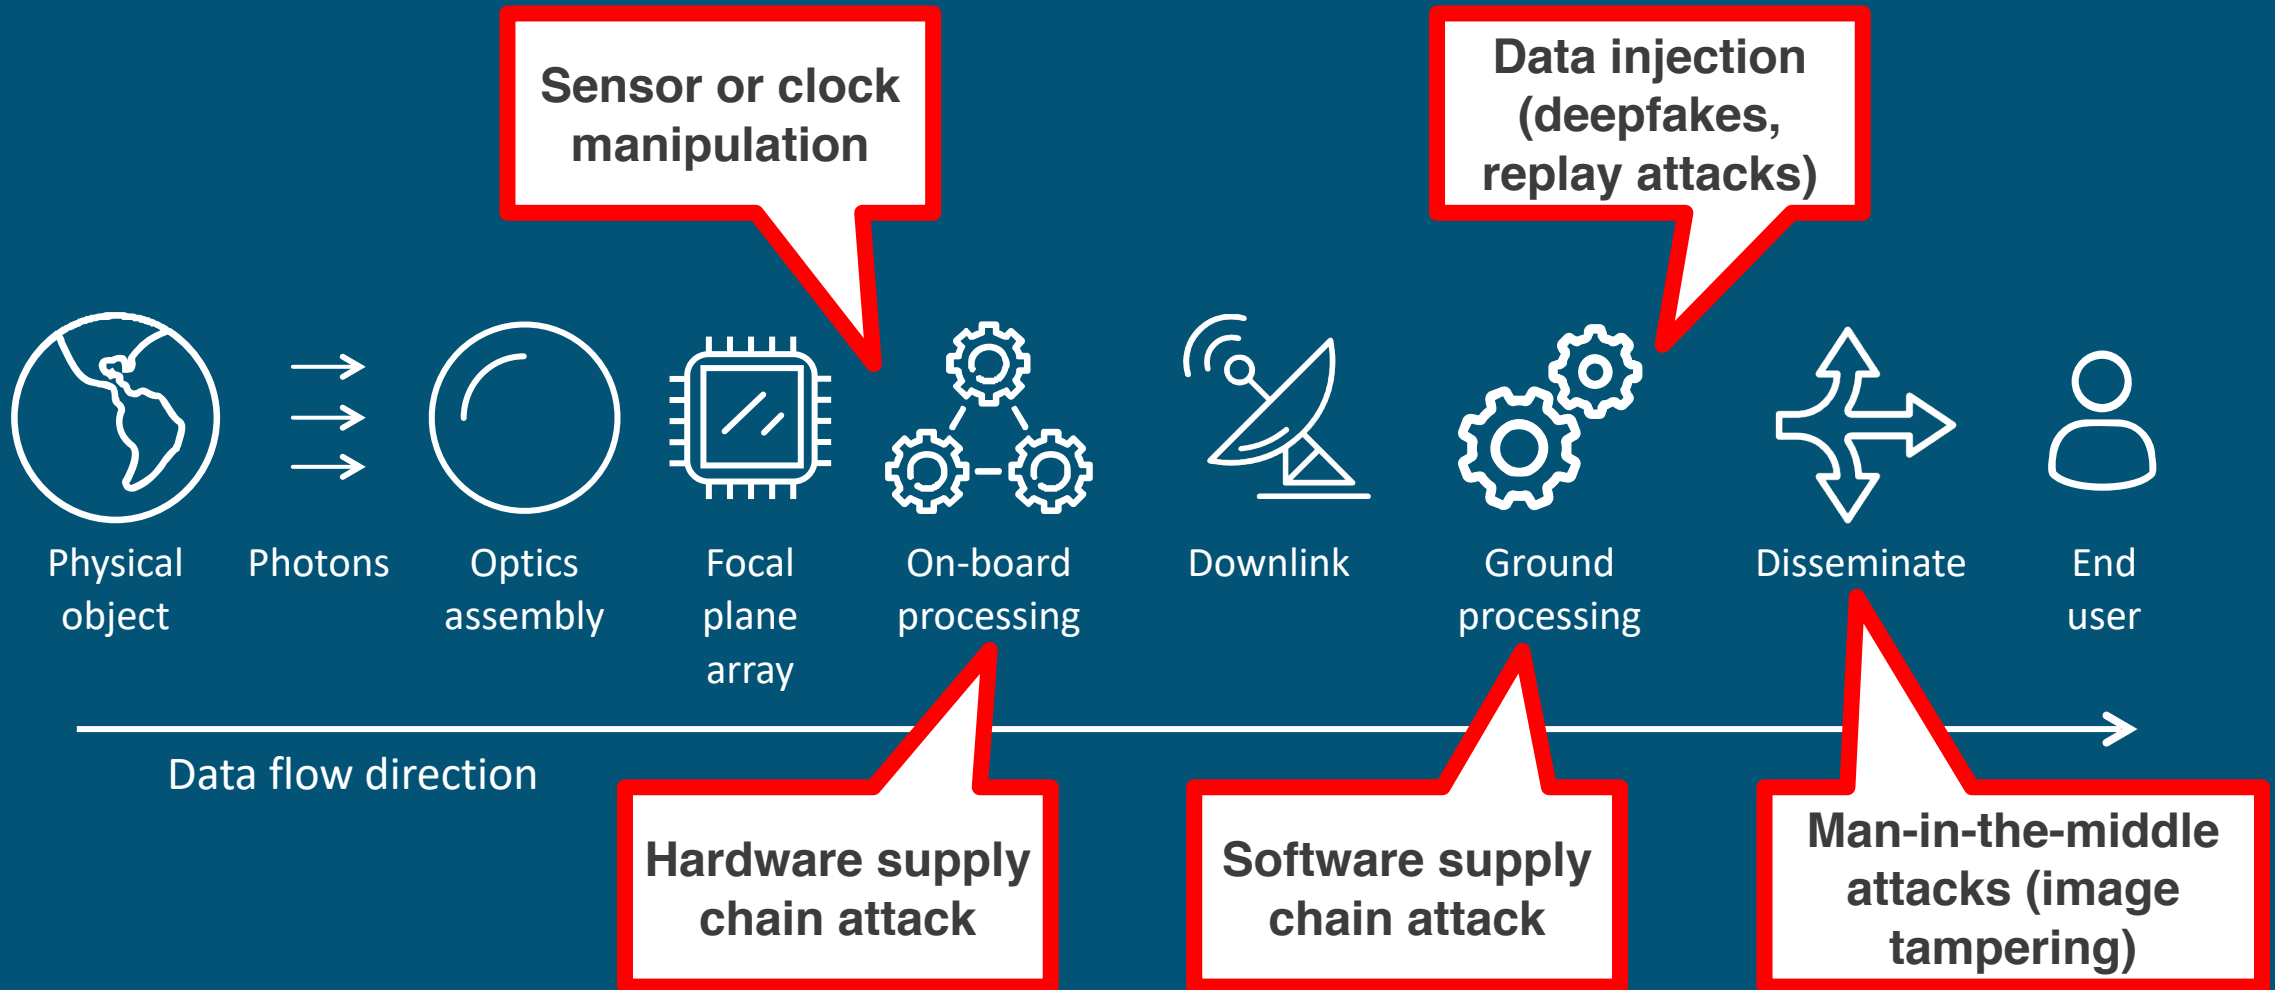 Sensor or clock
manipulation
Data injection
(deepfakes,
replay attacks)
Physical
object
Photons
Optics
assembly
Focal
plane
array
On-board
processing
Downlink
Ground
processing
Disseminate
End
user
Data flow direction
Hardware supply
chain attack
Software supply
chain attack
Man-in-the-middle
attacks (image
tampering)